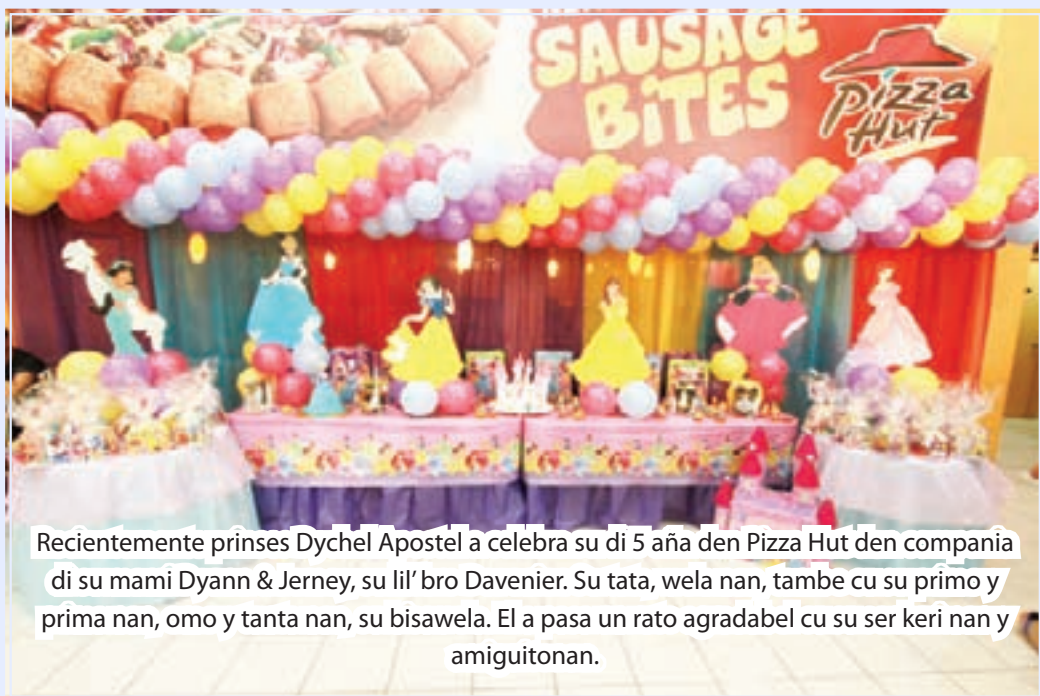 SAUSAGE
BiTES
Pizza
Hut
Recientemente prinses Dychel Apostel a celebra su di 5 aña den Pizza Hut den compania
di su mami Dyann & Jerney, su lil’ bro Davenier. Su tata, wela nan, tambe cu su primo y
prima nan, omo y tanta nan, su bisawela. El a pasa un rato agradabel cu su ser keri nan y
amiguitonan.